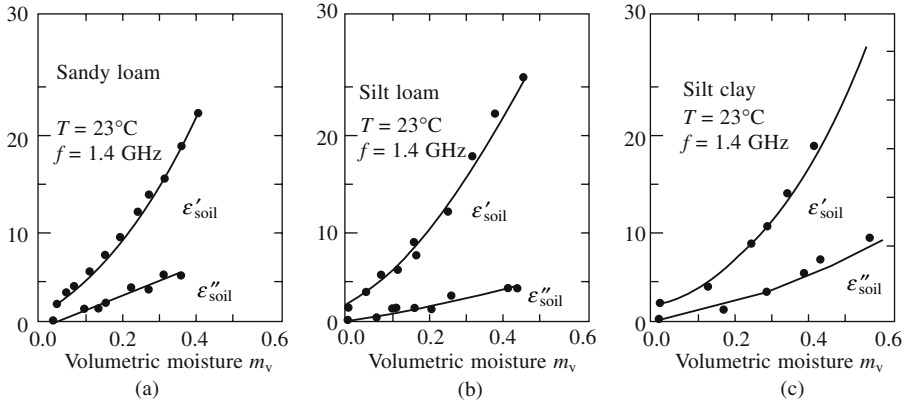 30
20
10
0
Sandy loam
T = 23°C
f = 1.4 GHz
ε′soil
ε″soil
0.0 0.2 0.4 0.6
Volumetric moisture mv
(a)
30
20
10
0
Silt loam
T = 23°C
f = 1.4 GHz
ε′soil
ε″soil
0.0 0.2 0.4 0.6
Volumetric moisture mv
(b)
30
20
10
0
Silt clay
T = 23°C
f = 1.4 GHz
ε′soil
ε″soil
0.0 0.2 0.4 0.6
Volumetric moisture mv
(c)